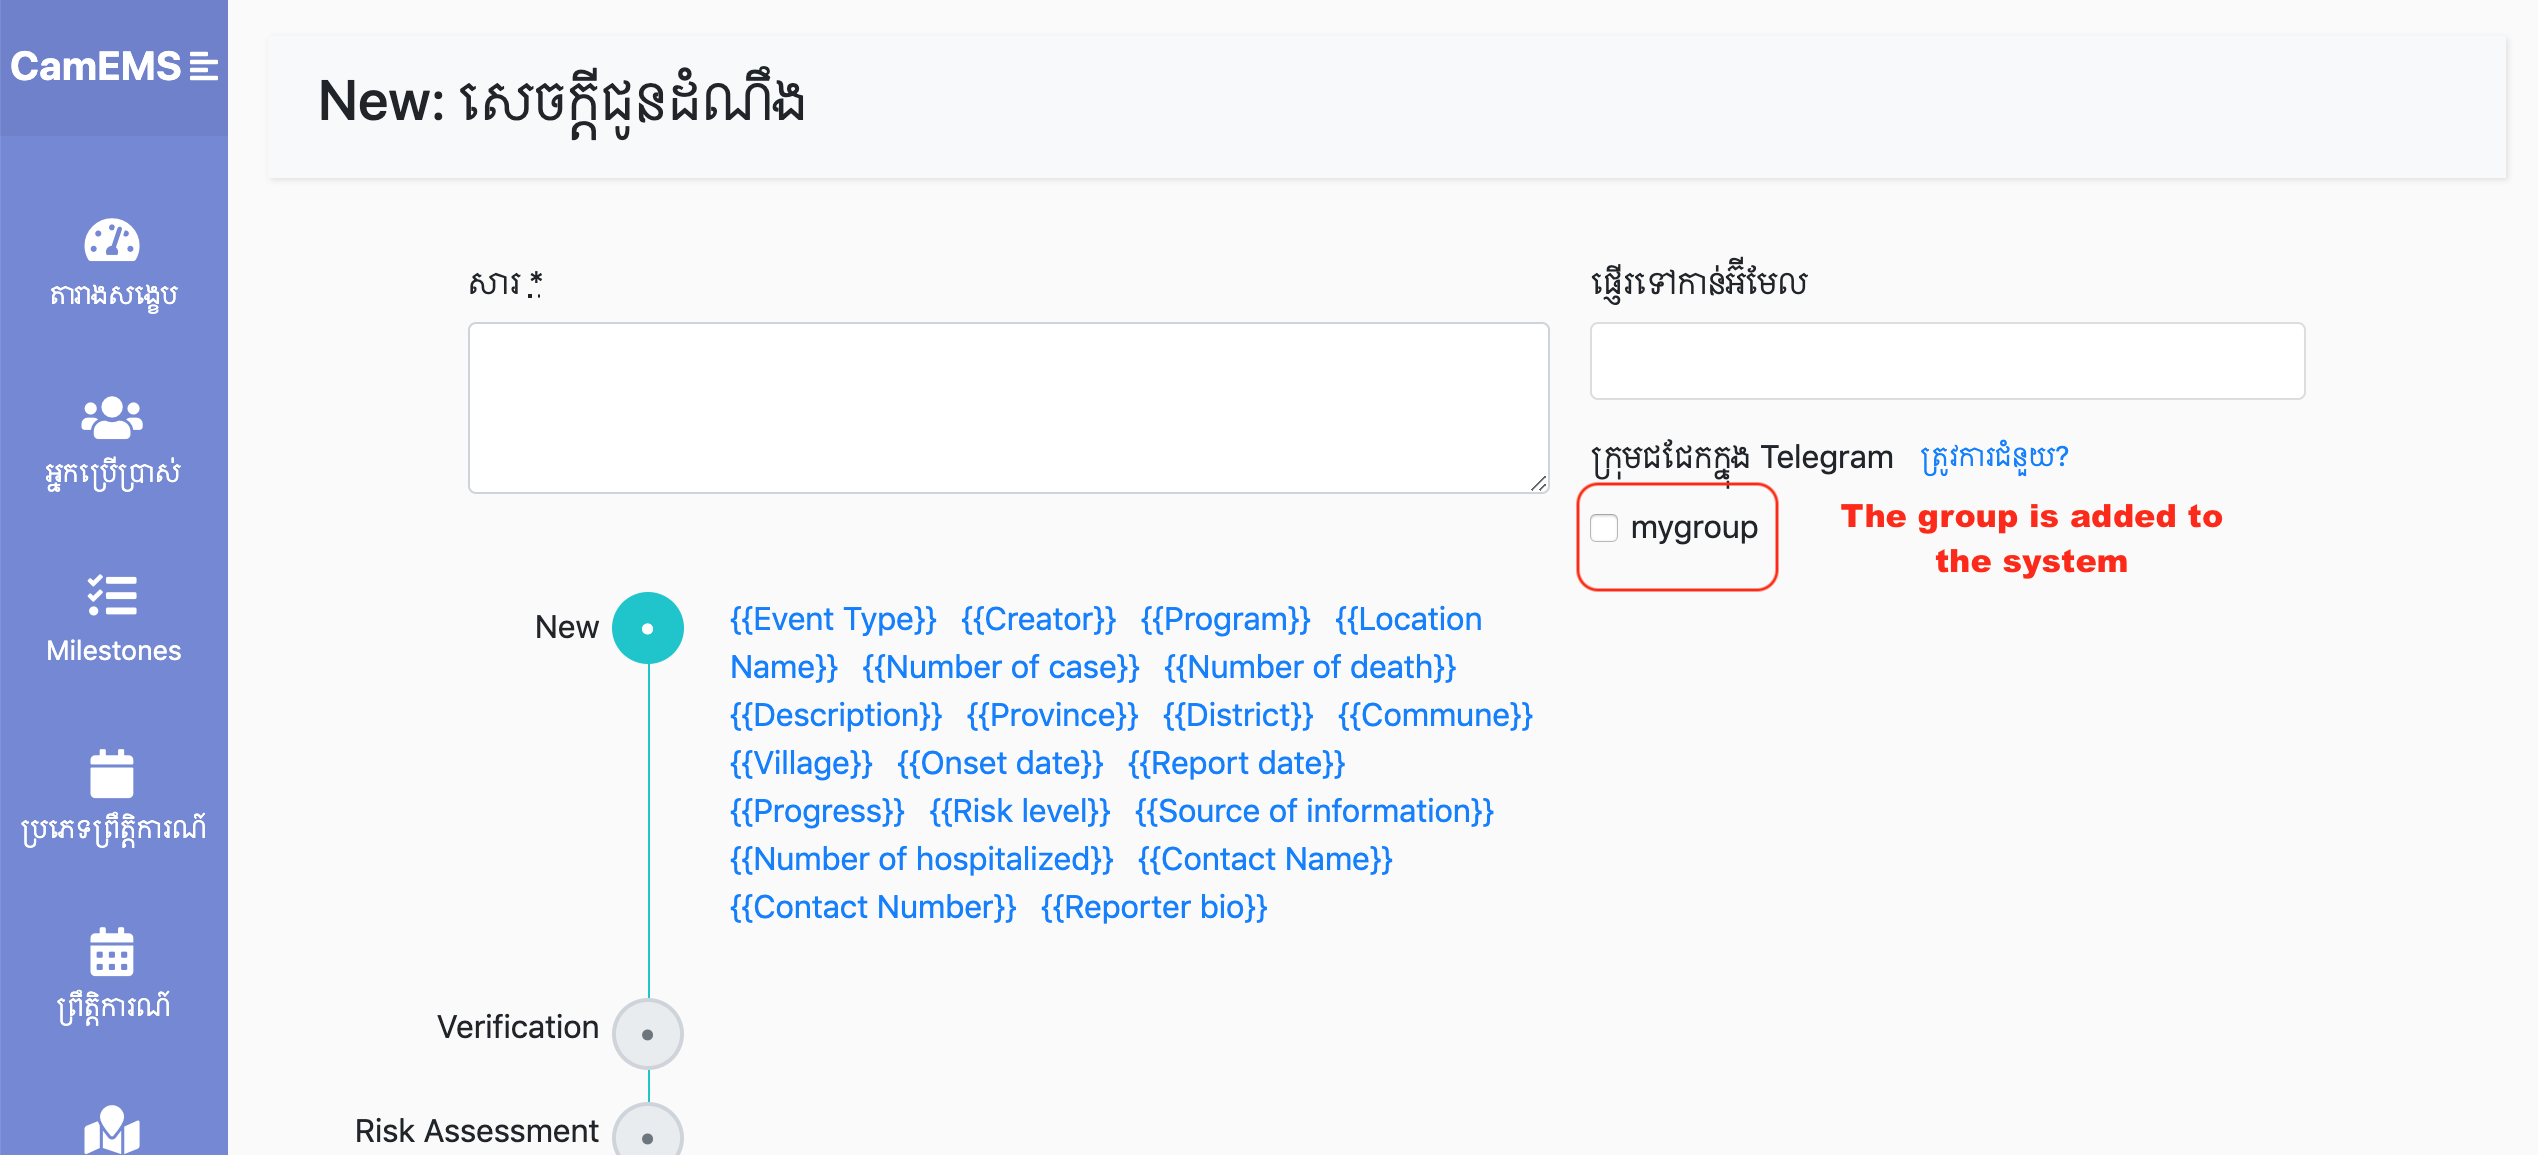 CamEMS
តារាងសង្ខេប
អ្នកប្រើប្រាស់
Milestones
ប្រភេទព្រឹត្តិការណ៍
ព្រឹត្តិការណ៍
New: សេចក្ដីជូនដំណឹង
សារ *
ផ្ញើរទៅកាន់អ៊ីមែល
ក្រុមជជែកក្នុង Telegram ត្រូវការជំនួយ?
mygroup
The group is added to
the system
New
{{Event Type}} {{Creator}} {{Program}} {{Location
Name}} {{Number of case}} {{Number of death}}
{{Description}} {{Province}} {{District}} {{Commune}}
{{Village}} {{Onset date}} {{Report date}}
{{Progress}} {{Risk level}} {{Source of information}}
{{Number of hospitalized}} {{Contact Name}}
{{Contact Number}} {{Reporter bio}}
Verification
Risk Assessment